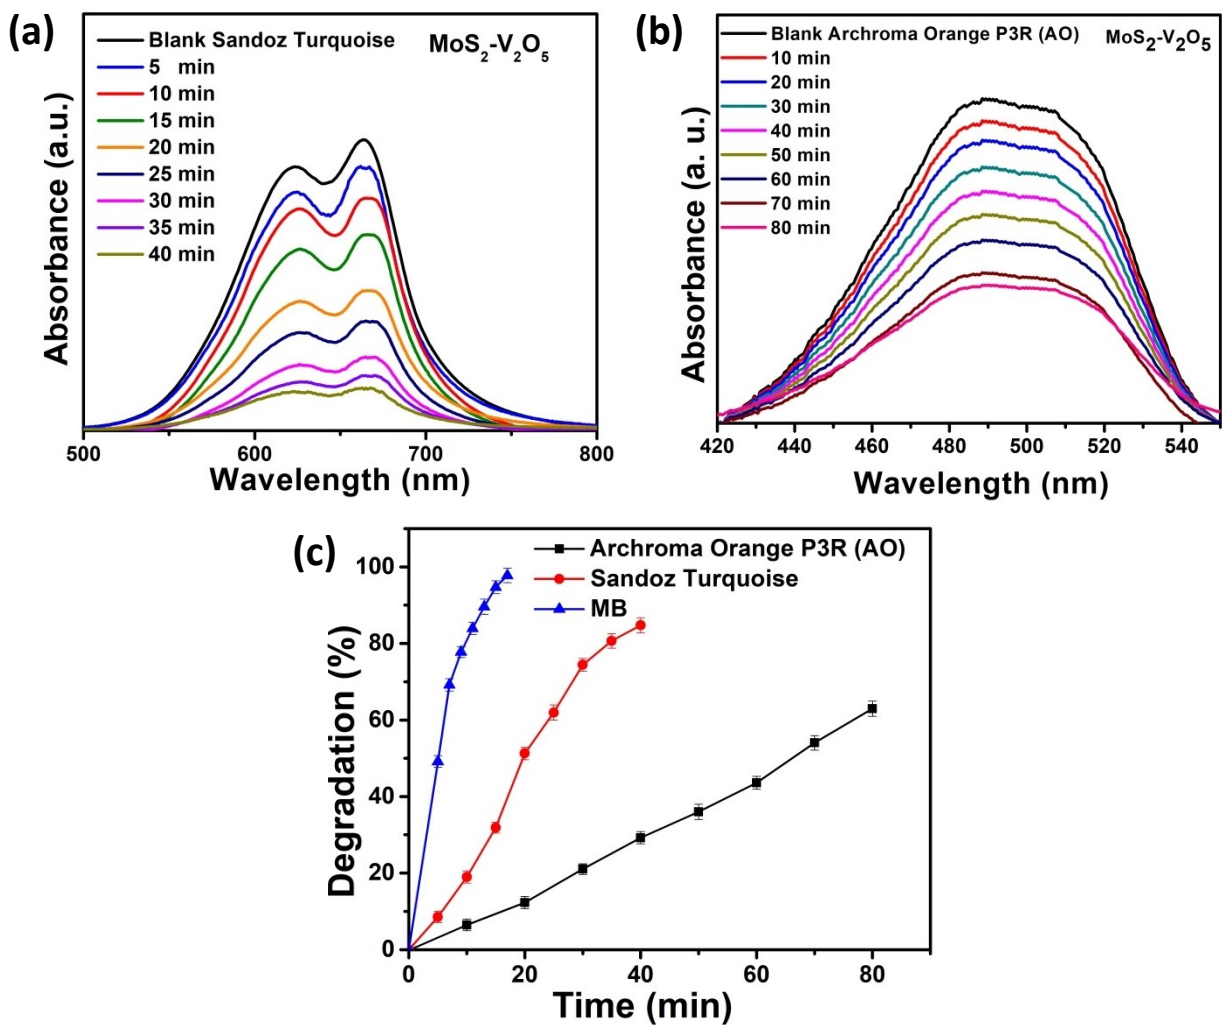 (a)
Blank Sandoz Turquoise
MoS₂-V₂O₅
5 min
10 min
15 min
20 min
25 min
30 min
35 min
40 min
Absorbance (a.u.)
500 600 700 800
Wavelength (nm)
(b)
Blank Archroma Orange P3R (AO)
MoS₂-V₂O₅
10 min
20 min
30 min
40 min
50 min
60 min
70 min
80 min
Absorbance (a. u.)
420 440 460 480 500 520 540
Wavelength (nm)
(c)
Archroma Orange P3R (AO)
Sandoz Turquoise
MB
Degradation (%)
100
80
60
40
20
0
0 20 40 60 80
Time (min)